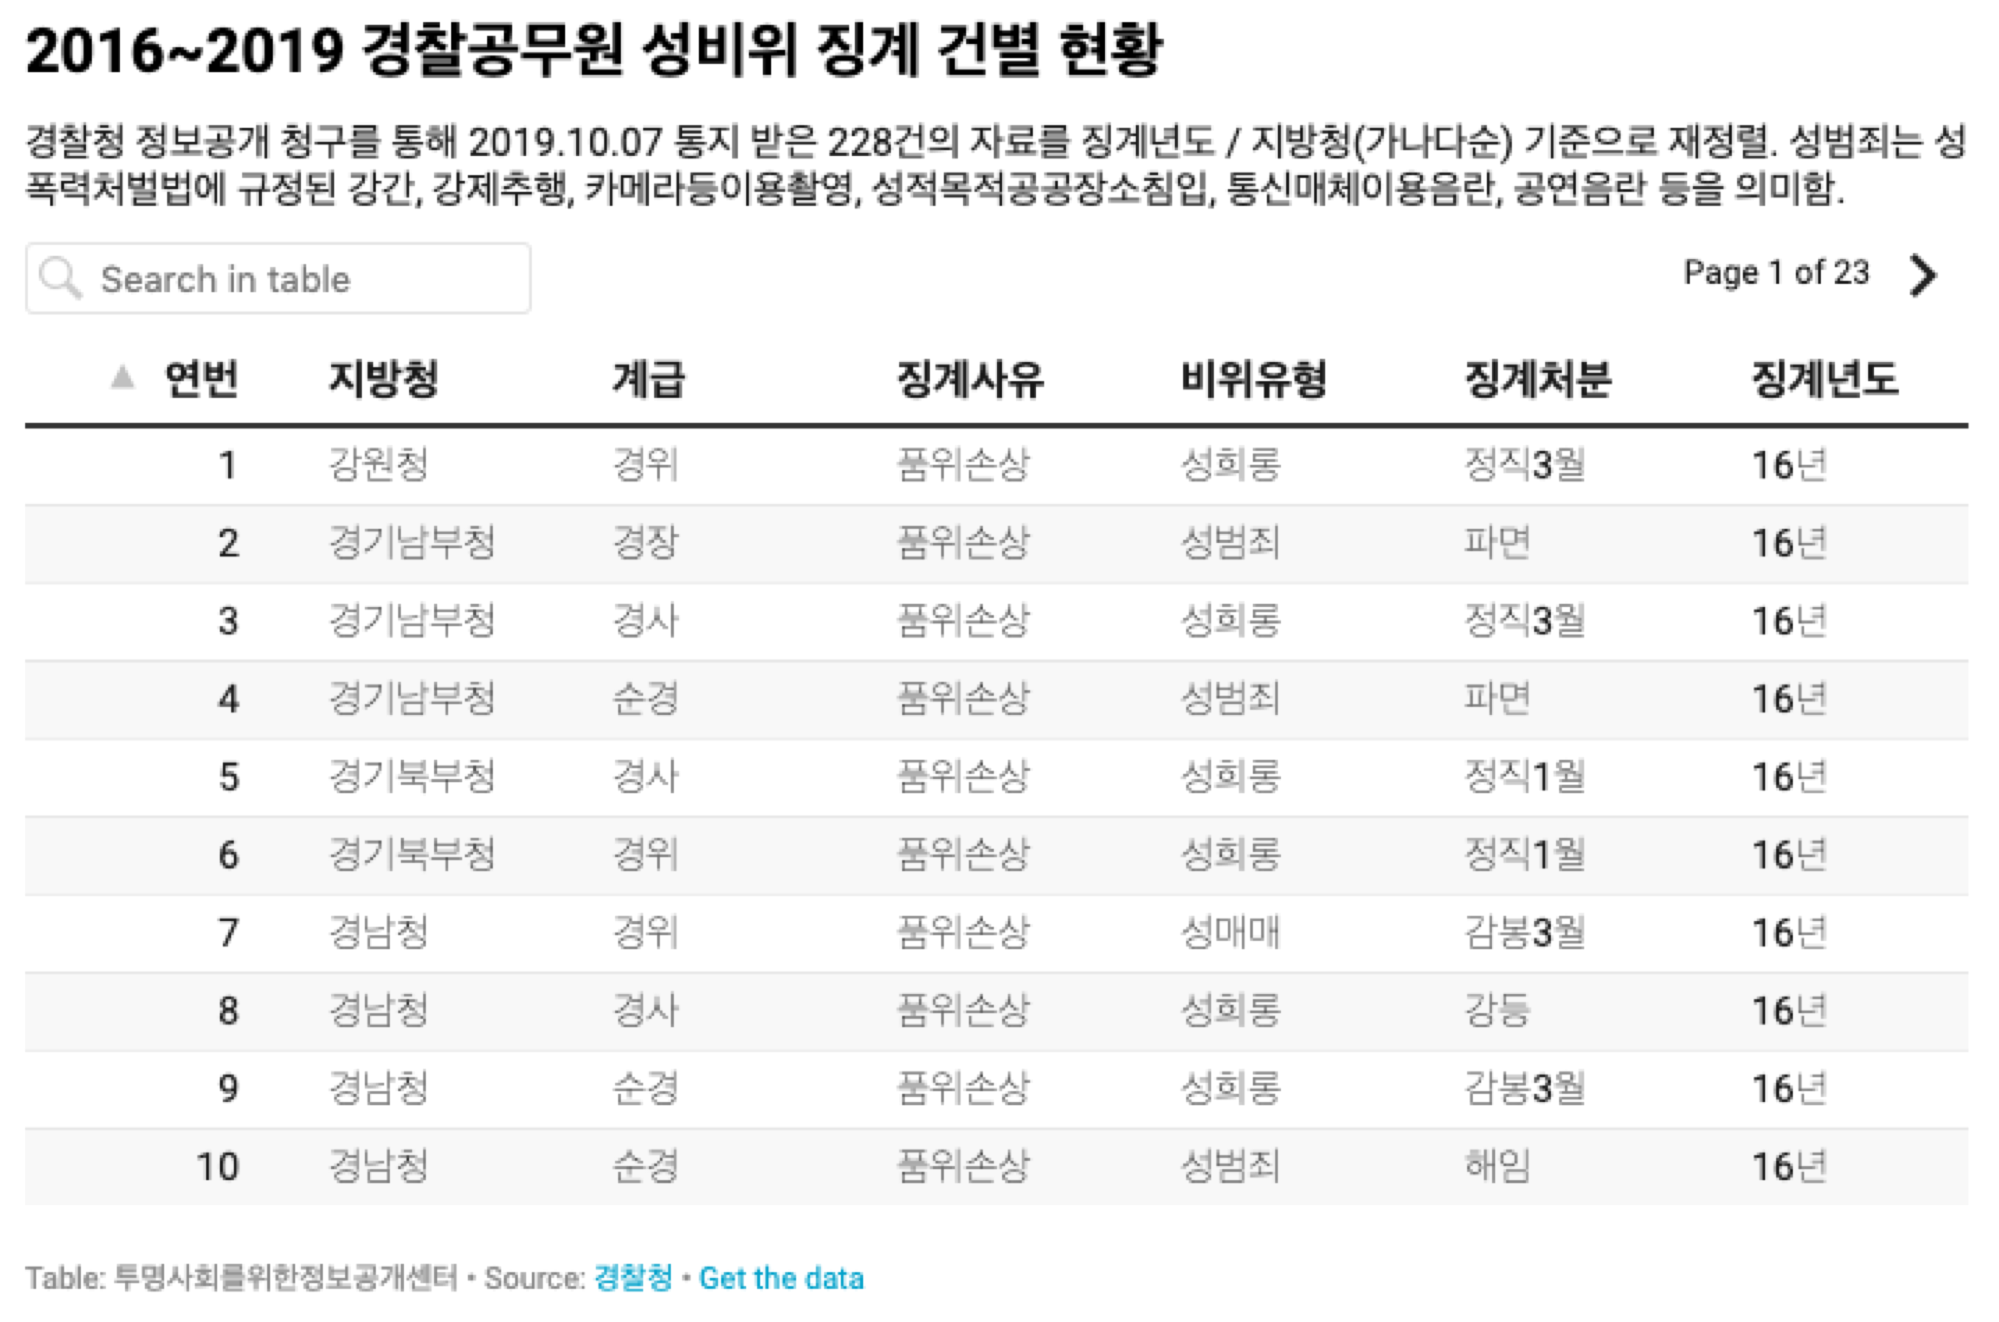 2016~2019 경찰공무원 성비위 징계 건별 현황
경찰청 정보공개 청구를 통해 2019.10.07 통지 받은 228건의 자료를 징계년도 / 지방청(가나다순) 기준으로 재정렬. 성범죄는 성
폭력처벌법에 규정된 강간, 강제추행, 카메라등이용촬영, 성적목적공공장소침입, 통신매체이용음란, 공연음란 등을 의미함.
Search in table Page 1 of 23
▲ 연번 지방청 계급 징계사유 비위유형 징계처분 징계년도
1 강원청 경위 품위손상 성희롱 정직3월 16년
2 경기남부청 경장 품위손상 성범죄 파면 16년
3 경기남부청 경사 품위손상 성희롱 정직3월 16년
4 경기남부청 순경 품위손상 성범죄 파면 16년
5 경기북부청 경사 품위손상 성희롱 정직1월 16년
6 경기북부청 경위 품위손상 성희롱 정직1월 16년
7 경남청 경위 품위손상 성매매 감봉3월 16년
8 경남청 경사 품위손상 성희롱 강등 16년
9 경남청 순경 품위손상 성희롱 감봉3월 16년
10 경남청 순경 품위손상 성범죄 해임 16년
Table: 투명사회를위한정보공개센터 • Source: 경찰청 • Get the data